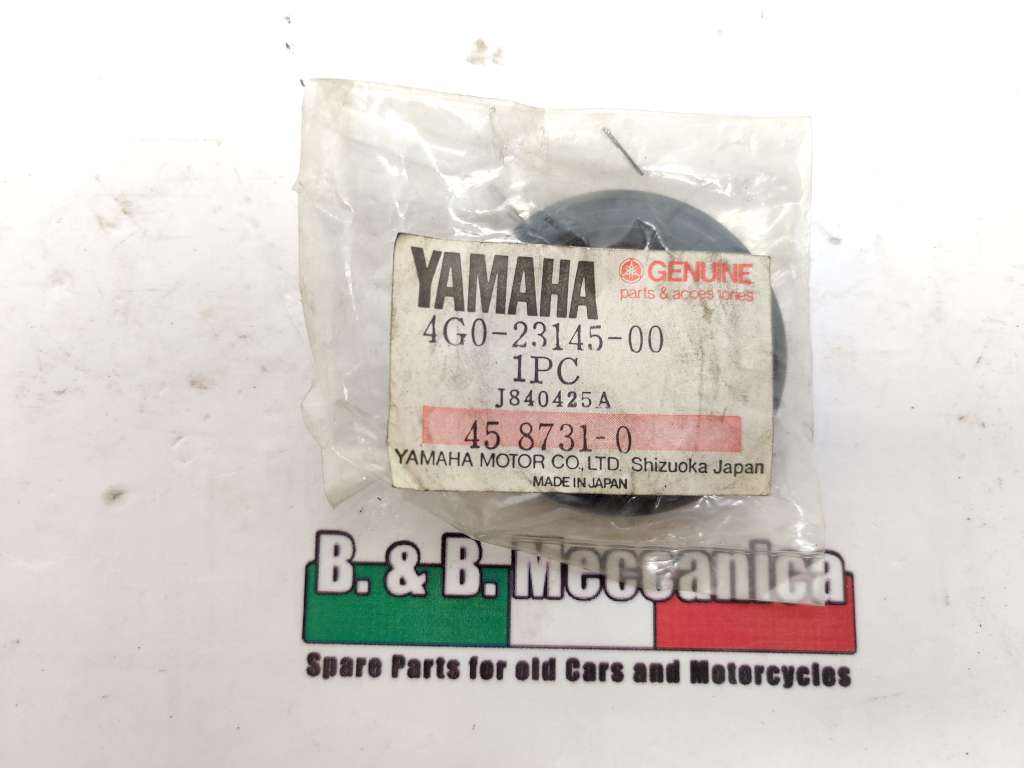 YAMAHA
GENUINE
parts & accessories
4G0-23145-00
1PC
J840425A
45 8731-0
YAMAHA MOTOR CO., LTD. Shizuoka Japan
MADE IN JAPAN
B. & B. Meccanica
Spare Parts for old Cars and Motorcycles